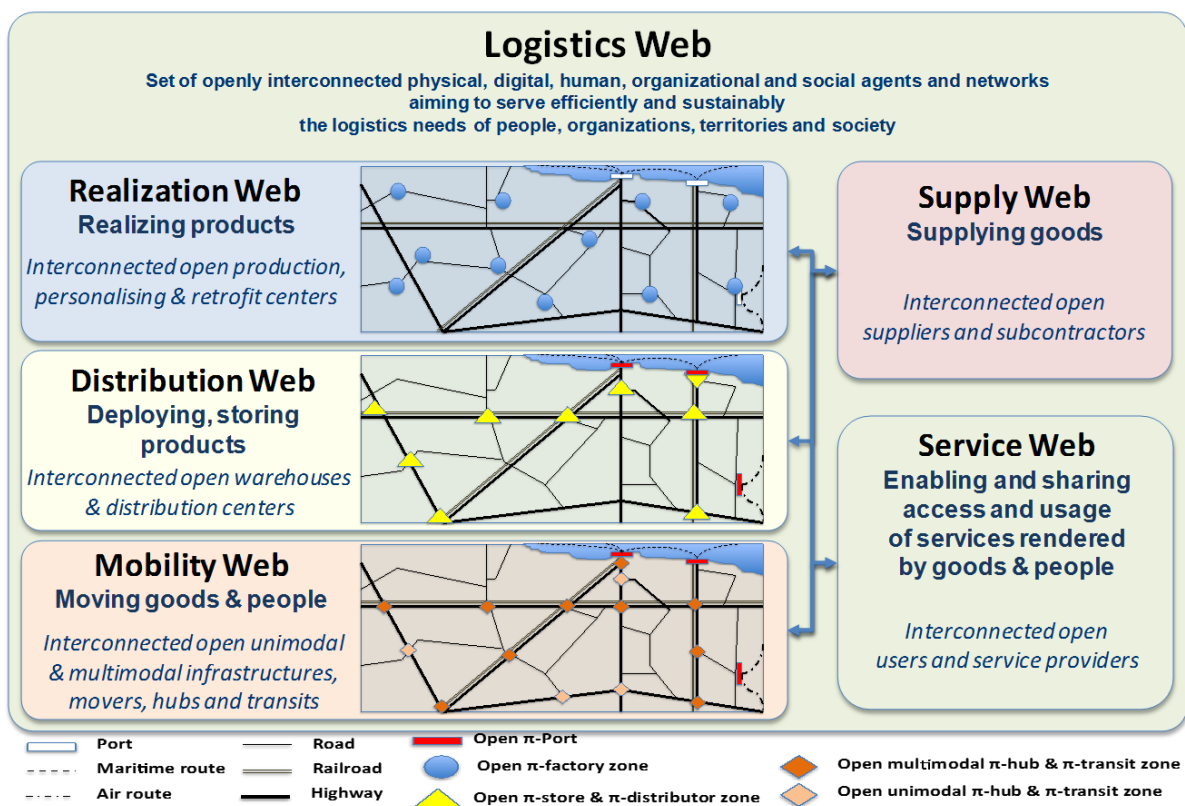 Logistics Web
Set of openly interconnected physical, digital, human, organizational and social agents and networks
aiming to serve efficiently and sustainably
the logistics needs of people, organizations, territories and society
Realization Web
Realizing products
Interconnected open production,
personalising & retrofit centers
Distribution Web
Deploying, storing
products
Interconnected open warehouses
& distribution centers
Mobility Web
Moving goods & people
Interconnected open unimodal
& multimodal infrastructures,
movers, hubs and transits
Supply Web
Supplying goods
Interconnected open
suppliers and subcontractors
Service Web
Enabling and sharing
access and usage
of services rendered
by goods & people
Interconnected open
users and service providers
Port
Maritime route
Air route
Road
Railroad
Highway
Open π-Port
Open π-factory zone
Open π-store & π-distributor zone
Open multimodal π-hub & π-transit zone
Open unimodal π-hub & π-transit zone